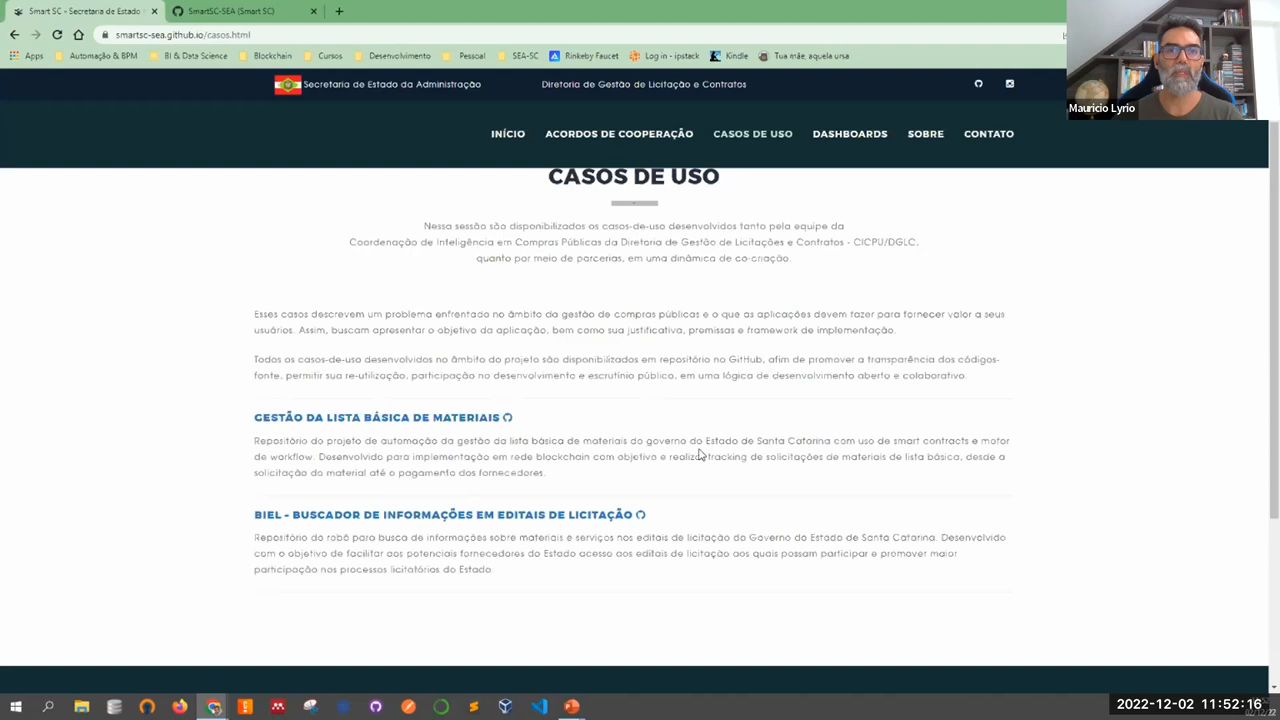 Smart SC - Secretaria de Estado
SmartSC-SEA (Smart SC)
smartsc-sea.github.io/casos.html
Apps
Automação & BPM
BI & Data Science
Blockchain
Cursos
Desenvolvimento
Pessoal
SEA-SC
Rinkeby Faucet
Log in - ipstack
Kindle
Tua mãe, aquela ursa
Maurício Lyrio
Secretaria de Estado da Administração
Diretoria de Gestão de Licitação e Contratos
INÍCIO
ACORDOS DE COOPERAÇÃO
CASOS DE USO
DASHBOARDS
SOBRE
CONTATO
CASOS DE USO
Nessa sessão são disponibilizados os casos-de-uso desenvolvidos tanto pela equipe da
Coordenação de Inteligência em Compras Públicas da Diretoria de Gestão de Licitações e Contratos - CICPU/DGLC,
quanto por meio de parcerias, em uma dinâmica de co-criação.
Esses casos descrevem um problema enfrentado no âmbito da gestão de compras públicas e o que as aplicações devem fazer para fornecer valor a seus
usuários. Assim, buscam apresentar o objetivo da aplicação, bem como sua justificativa, premissas e framework de implementação.
Todos os casos-de-uso desenvolvidos no âmbito do projeto são disponibilizados em repositório no GitHub, afim de promover a transparência dos códigos-
fonte, permitir sua re-utilização, participação no desenvolvimento e escrutínio público, em uma lógica de desenvolvimento aberto e colaborativo.
GESTÃO DA LISTA BÁSICA DE MATERIAIS
Repositório do projeto de automação da gestão da lista básica de materiais do governo do Estado de Santa Catarina com uso de smart contracts e motor
de workflow. Desenvolvido para implementação em rede blockchain com objetivo e realizar tracking de solicitações de materiais de lista básica, desde a
solicitação do material até o pagamento dos fornecedores.
BIEL - BUSCADOR DE INFORMAÇÕES EM EDITAIS DE LICITAÇÃO
Repositório do robô para busca de informações sobre materiais e serviços nos editais de licitação do Governo do Estado de Santa Catarina. Desenvolvido
com o objetivo de facilitar aos potenciais fornecedores do Estado acesso aos editais de licitação aos quais possam participar e promover maior
participação nos processos licitatórios do Estado.
2022-12-02 11:52:16